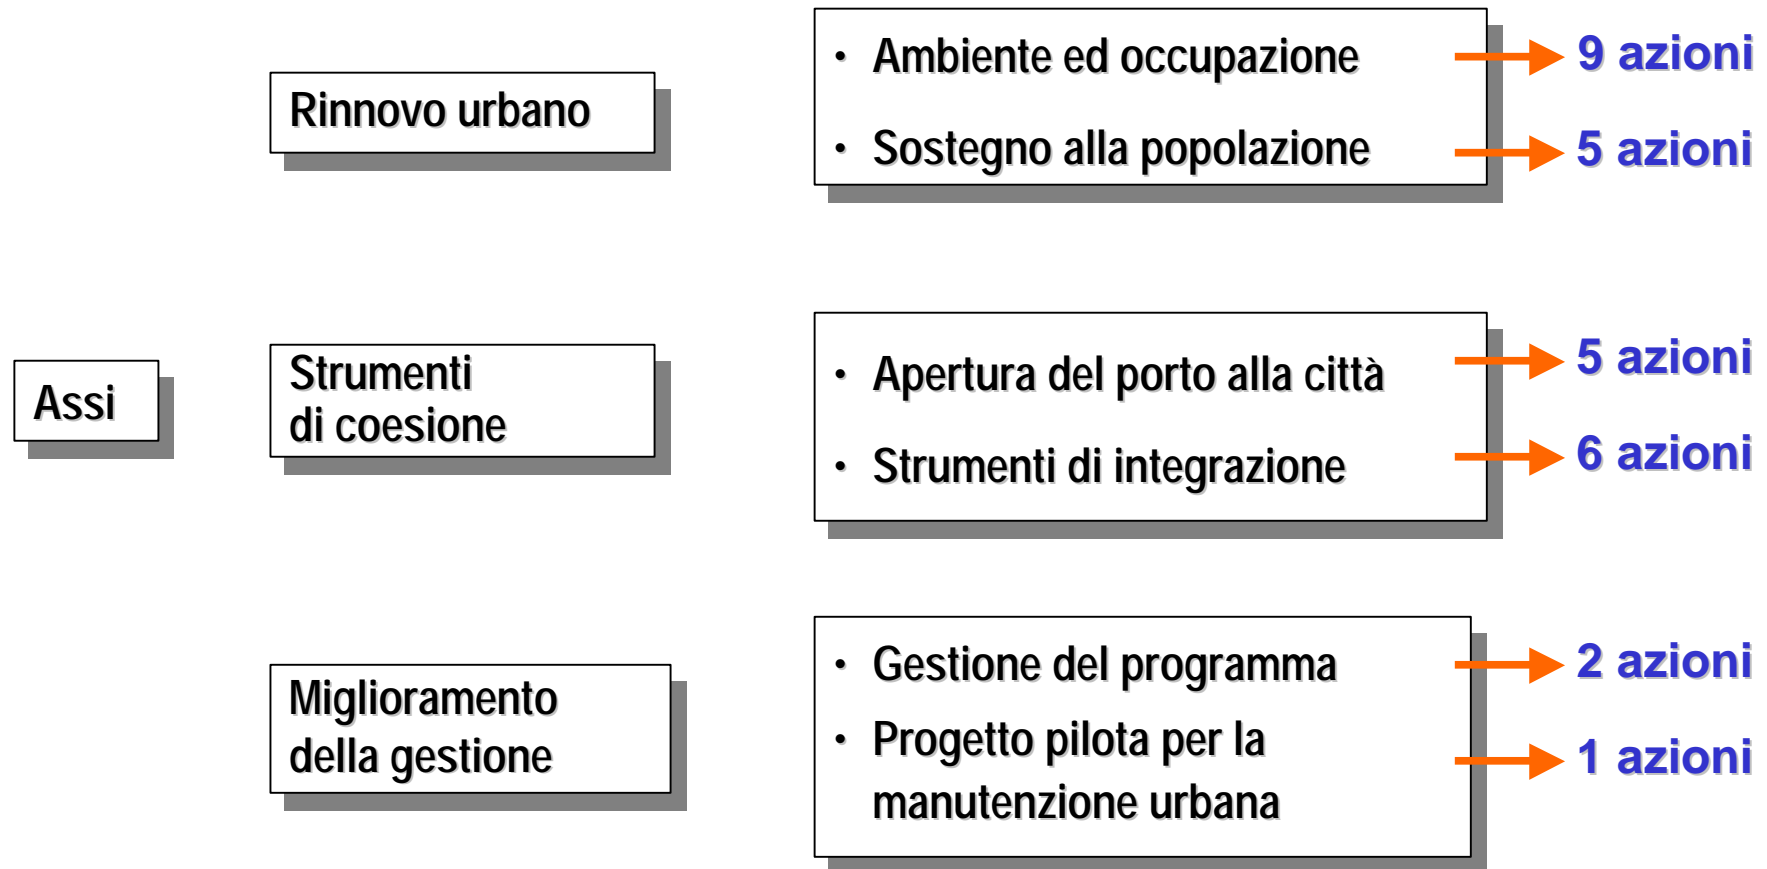 Assi
Rinnovo urbano
• Ambiente ed occupazione
9 azioni
• Sostegno alla popolazione
5 azioni
Strumenti
di coesione
• Apertura del porto alla città
5 azioni
• Strumenti di integrazione
6 azioni
Miglioramento
della gestione
• Gestione del programma
2 azioni
• Progetto pilota per la
manutenzione urbana
1 azioni